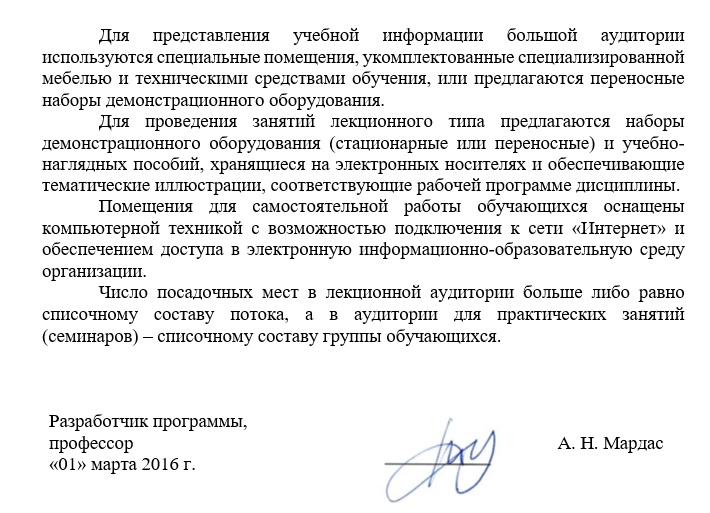 Для представления учебной информации большой аудитории
используются специальные помещения, укомплектованные специализированной
мебелью и техническими средствами обучения, или предлагаются переносные
наборы демонстрационного оборудования.
Для проведения занятий лекционного типа предлагаются наборы
демонстрационного оборудования (стационарные или переносные) и учебно-
наглядных пособий, хранящиеся на электронных носителях и обеспечивающие
тематические иллюстрации, соответствующие рабочей программе дисциплины.
Помещения для самостоятельной работы обучающихся оснащены
компьютерной техникой с возможностью подключения к сети «Интернет» и
обеспечением доступа в электронную информационно-образовательную среду
организации.
Число посадочных мест в лекционной аудитории больше либо равно
списочному составу потока, а в аудитории для практических занятий
(семинаров) – списочному составу группы обучающихся.
Разработчик программы,
профессор
А. Н. Мардас
«01» марта 2016 г.